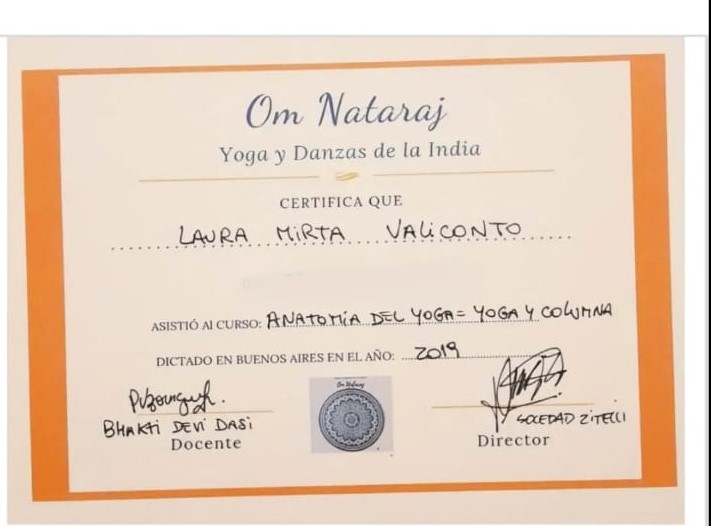 Om Nataraj
Yoga y Danzas de la India
CERTIFICA QUE
LAURA MIRTA VALICONTO
ASISTIÓ Al CURSO: ANATOMÍA DEL YOGA = YOGA Y COLUMNA
DICTADO EN BUENOS AIRES EN EL AÑO: 2019
BHAKTI DEVI DASI
Docente
Om Nataraj
SOLEDAD ZITELLI
Director